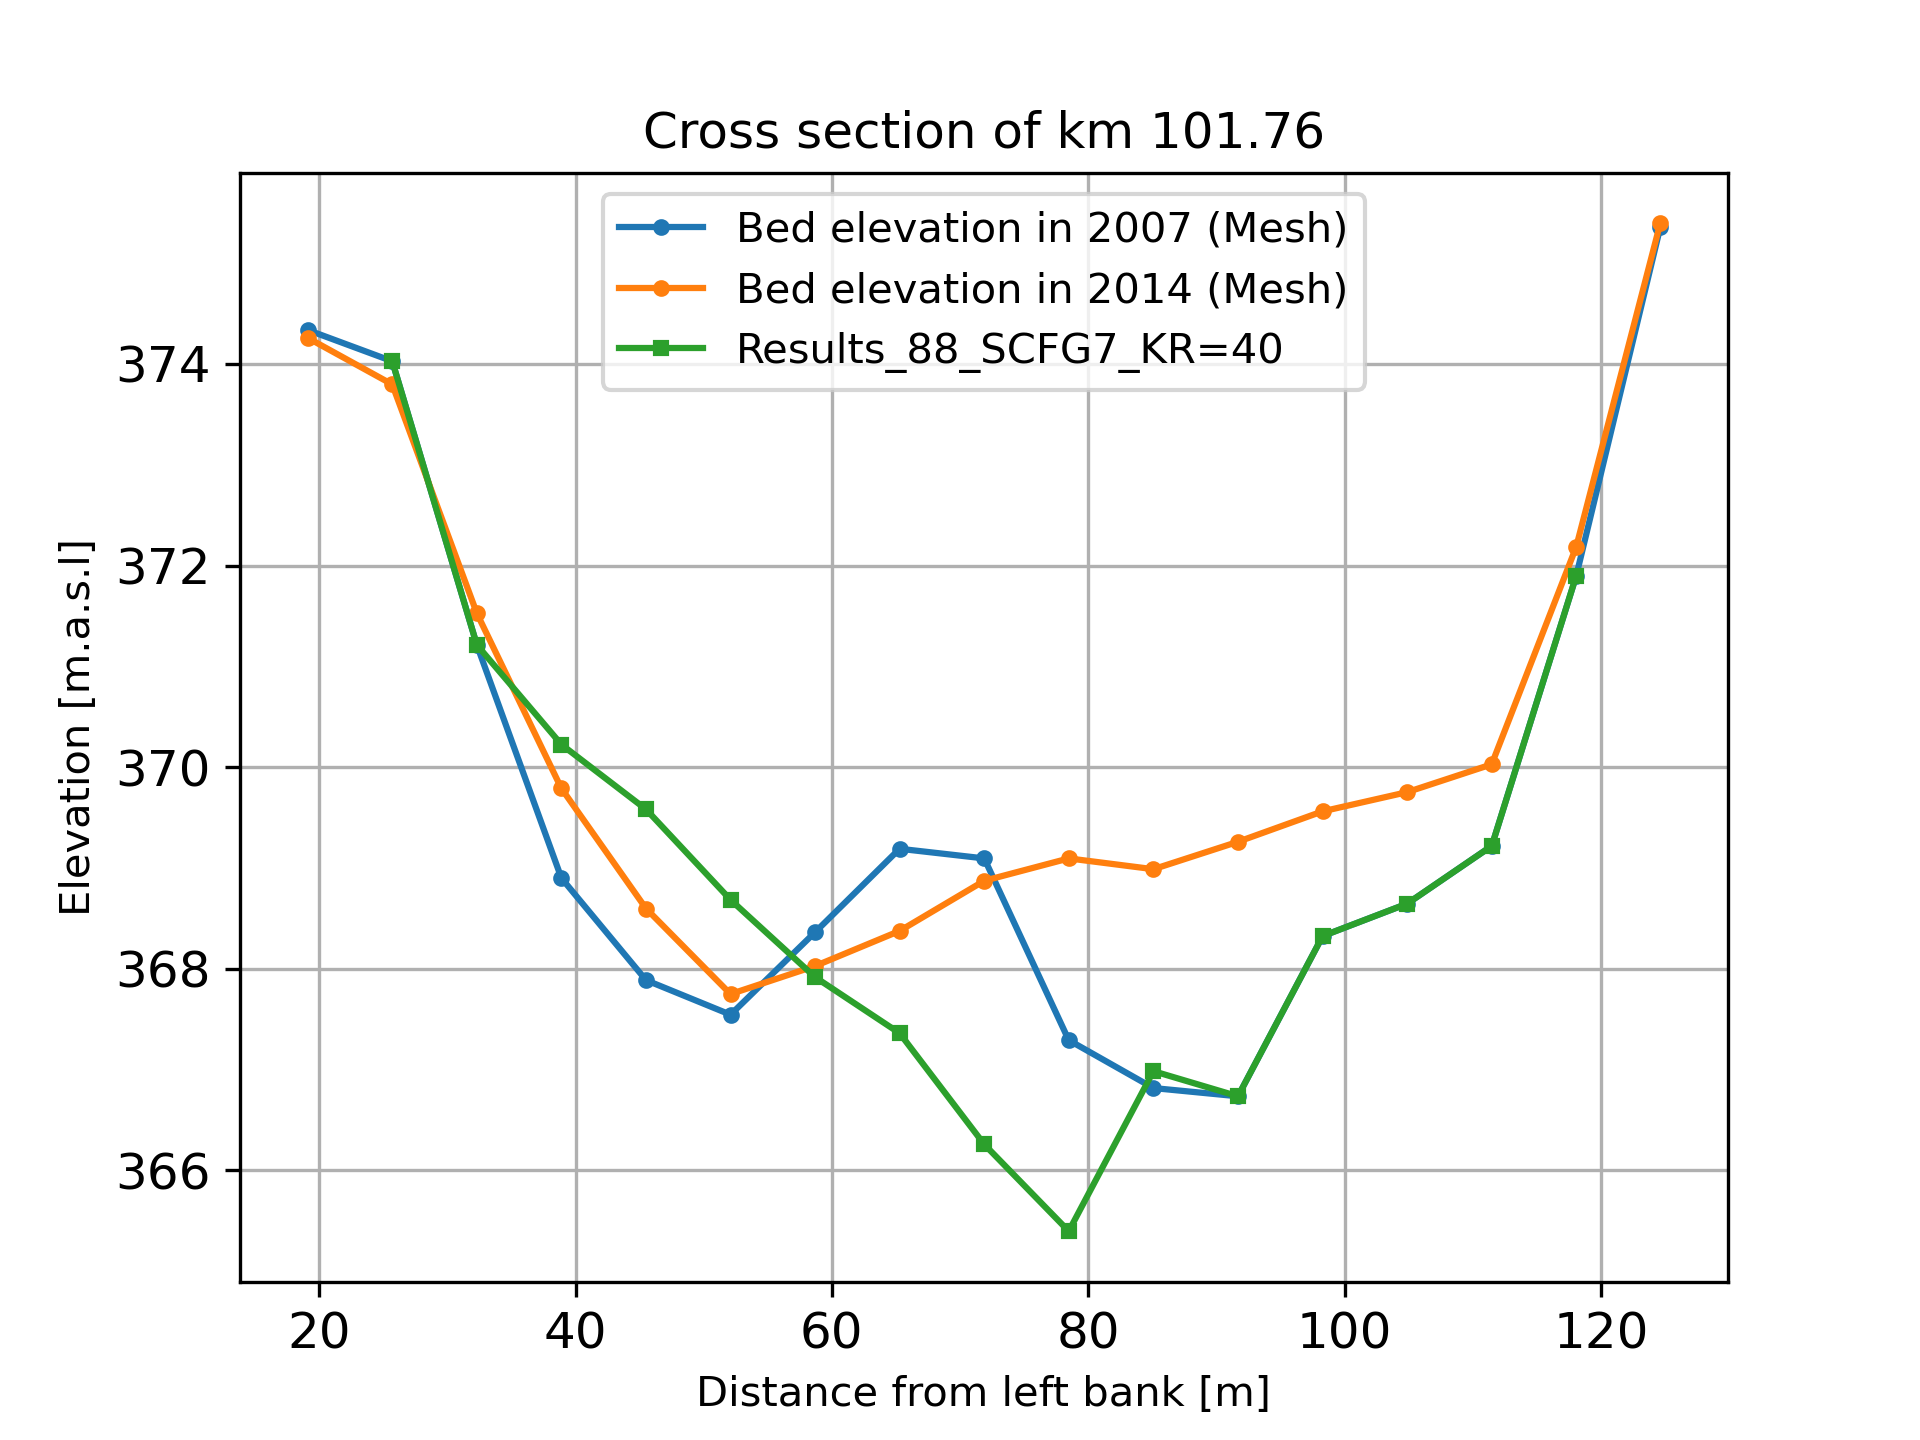 Cross section of km 101.76
Bed elevation in 2007 (Mesh)
Bed elevation in 2014 (Mesh)
Results_88_SCFG7_KR=40
Elevation [m.a.s.l]
374
372
370
368
366
20 40 60 80 100 120
Distance from left bank [m]